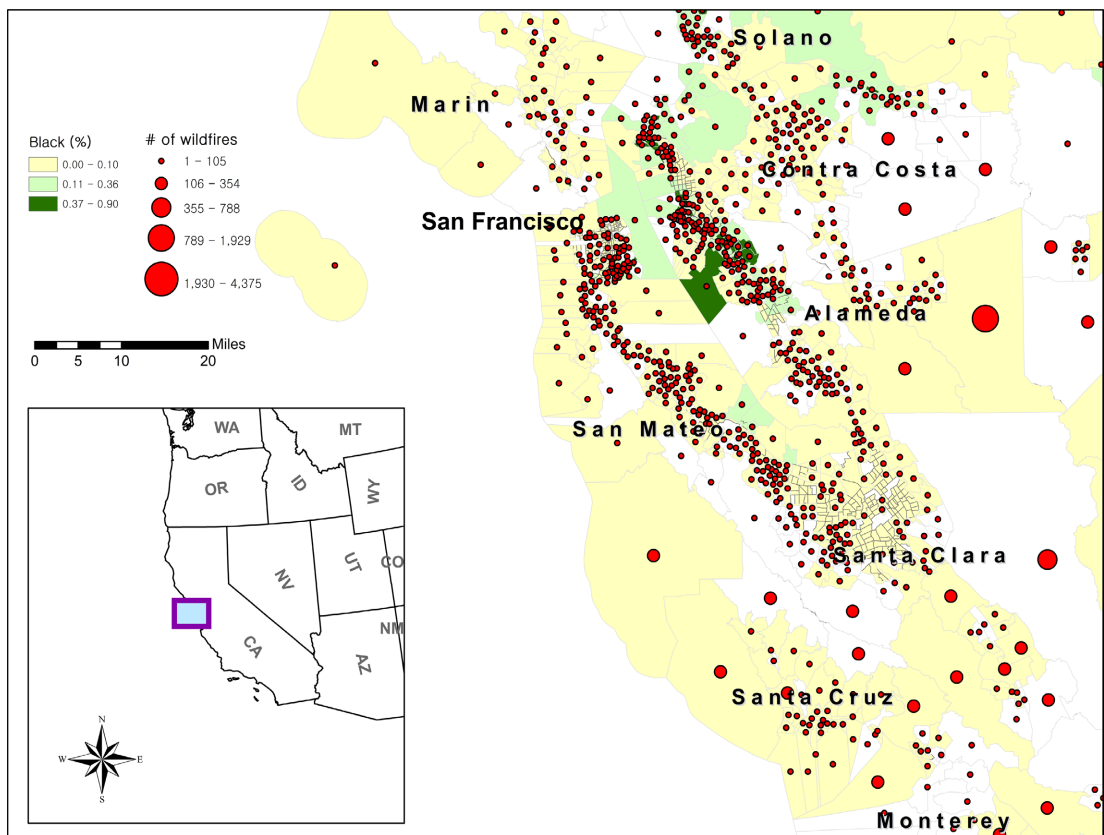 Solano
Marin
Black (%)
# of wildfires
0.00 – 0.10
1 – 105
0.11 – 0.36
106 – 354
0.37 – 0.90
355 – 788
789 – 1,929
1,930 – 4,375
Contra Costa
San Francisco
Alameda
Miles
0 5 10 20
San Mateo
WA
MT
OR
ID
WY
NV
UT
CO
CA
AZ
NM
Santa Clara
Santa Cruz
Monterey
N
W
E
S